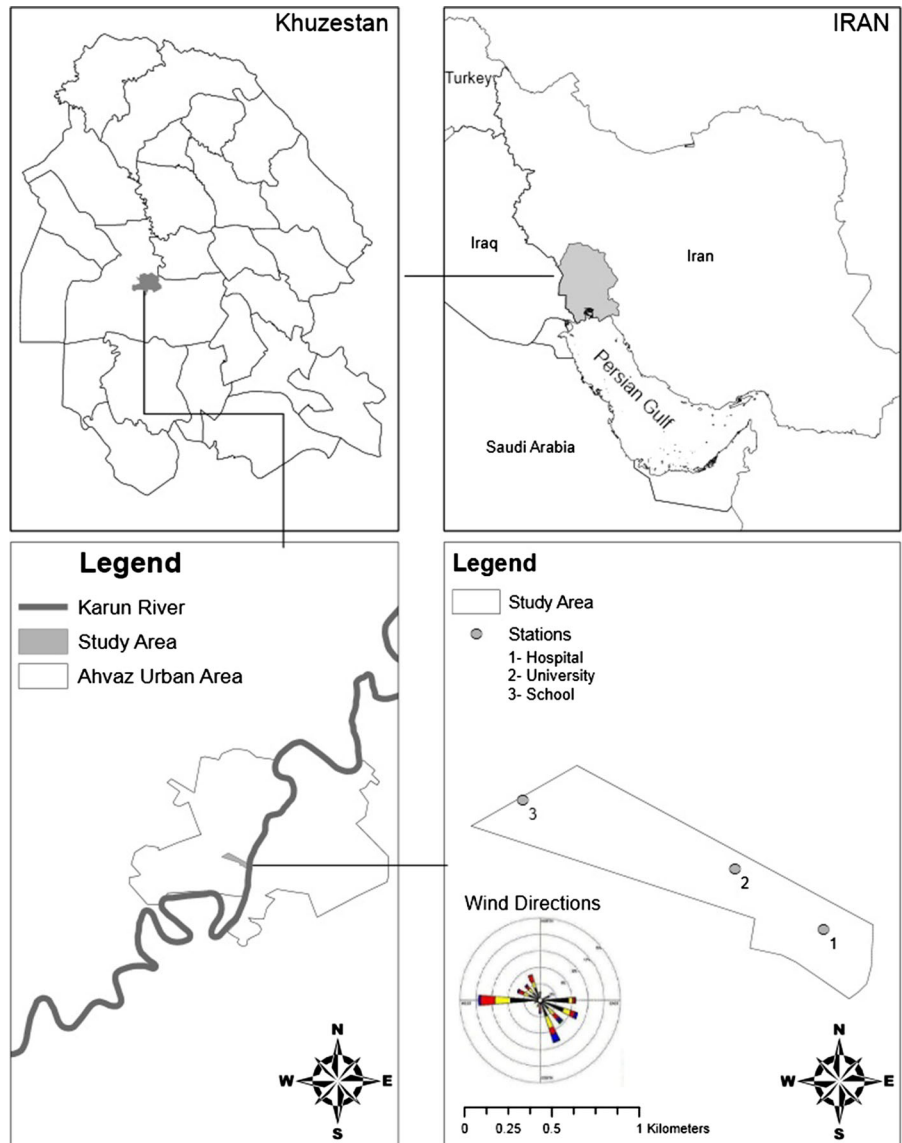 Khuzestan
IRAN
Turkey
Iraq
Iran
Persian Gulf
Saudi Arabia
Legend
Karun River
Study Area
Ahvaz Urban Area
N
W
E
S
Legend
Study Area
Stations
1- Hospital
2- University
3- School
3
2
1
Wind Directions
N
W
E
S
0 0.25 0.5 1 Kilometers